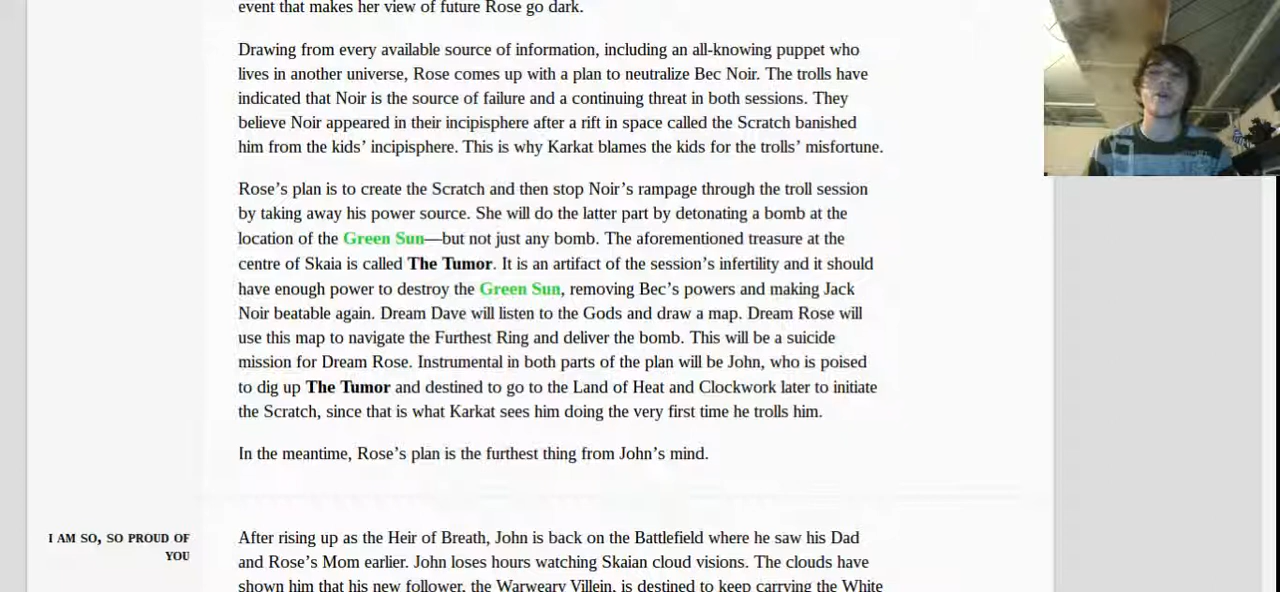 event that makes her view of future Rose go dark.
Drawing from every available source of information, including an all-knowing puppet who
lives in another universe, Rose comes up with a plan to neutralize Bec Noir. The trolls have
indicated that Noir is the source of failure and a continuing threat in both sessions. They
believe Noir appeared in their incipisphere after a rift in space called the Scratch banished
him from the kids’ incipisphere. This is why Karkat blames the kids for the trolls’ misfortune.
Rose’s plan is to create the Scratch and then stop Noir’s rampage through the troll session
by taking away his power source. She will do the latter part by detonating a bomb at the
location of the Green Sun—but not just any bomb. The aforementioned treasure at the
centre of Skaia is called The Tumor. It is an artifact of the session’s infertility and it should
have enough power to destroy the Green Sun, removing Bec’s powers and making Jack
Noir beatable again. Dream Dave will listen to the Gods and draw a map. Dream Rose will
use this map to navigate the Furthest Ring and deliver the bomb. This will be a suicide
mission for Dream Rose. Instrumental in both parts of the plan will be John, who is poised
to dig up The Tumor and destined to go to the Land of Heat and Clockwork later to initiate
the Scratch, since that is what Karkat sees him doing the very first time he trolls him.
In the meantime, Rose’s plan is the furthest thing from John’s mind.
I AM SO, SO PROUD OF
YOU
After rising up as the Heir of Breath, John is back on the Battlefield where he saw his Dad
and Rose’s Mom earlier. John loses hours watching Skaian cloud visions. The clouds have
shown him that his new follower, the Warweary Villein, is destined to keep carrying the White